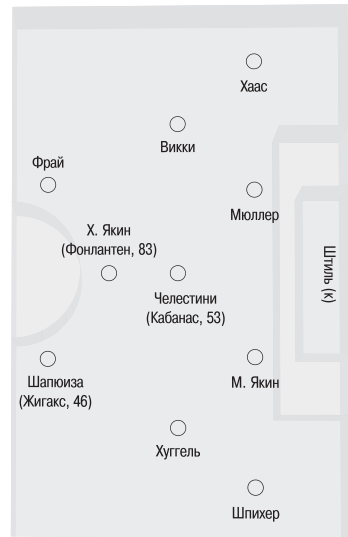 Хаас
Викки
Фрай
Мюллер
Х. Якин
(Фонлантен, 83)
Штиль (к)
Челестини
(Кабанас, 53)
Шапюиза
(Жигакс, 46)
М. Якин
Хуггель
Шпихер